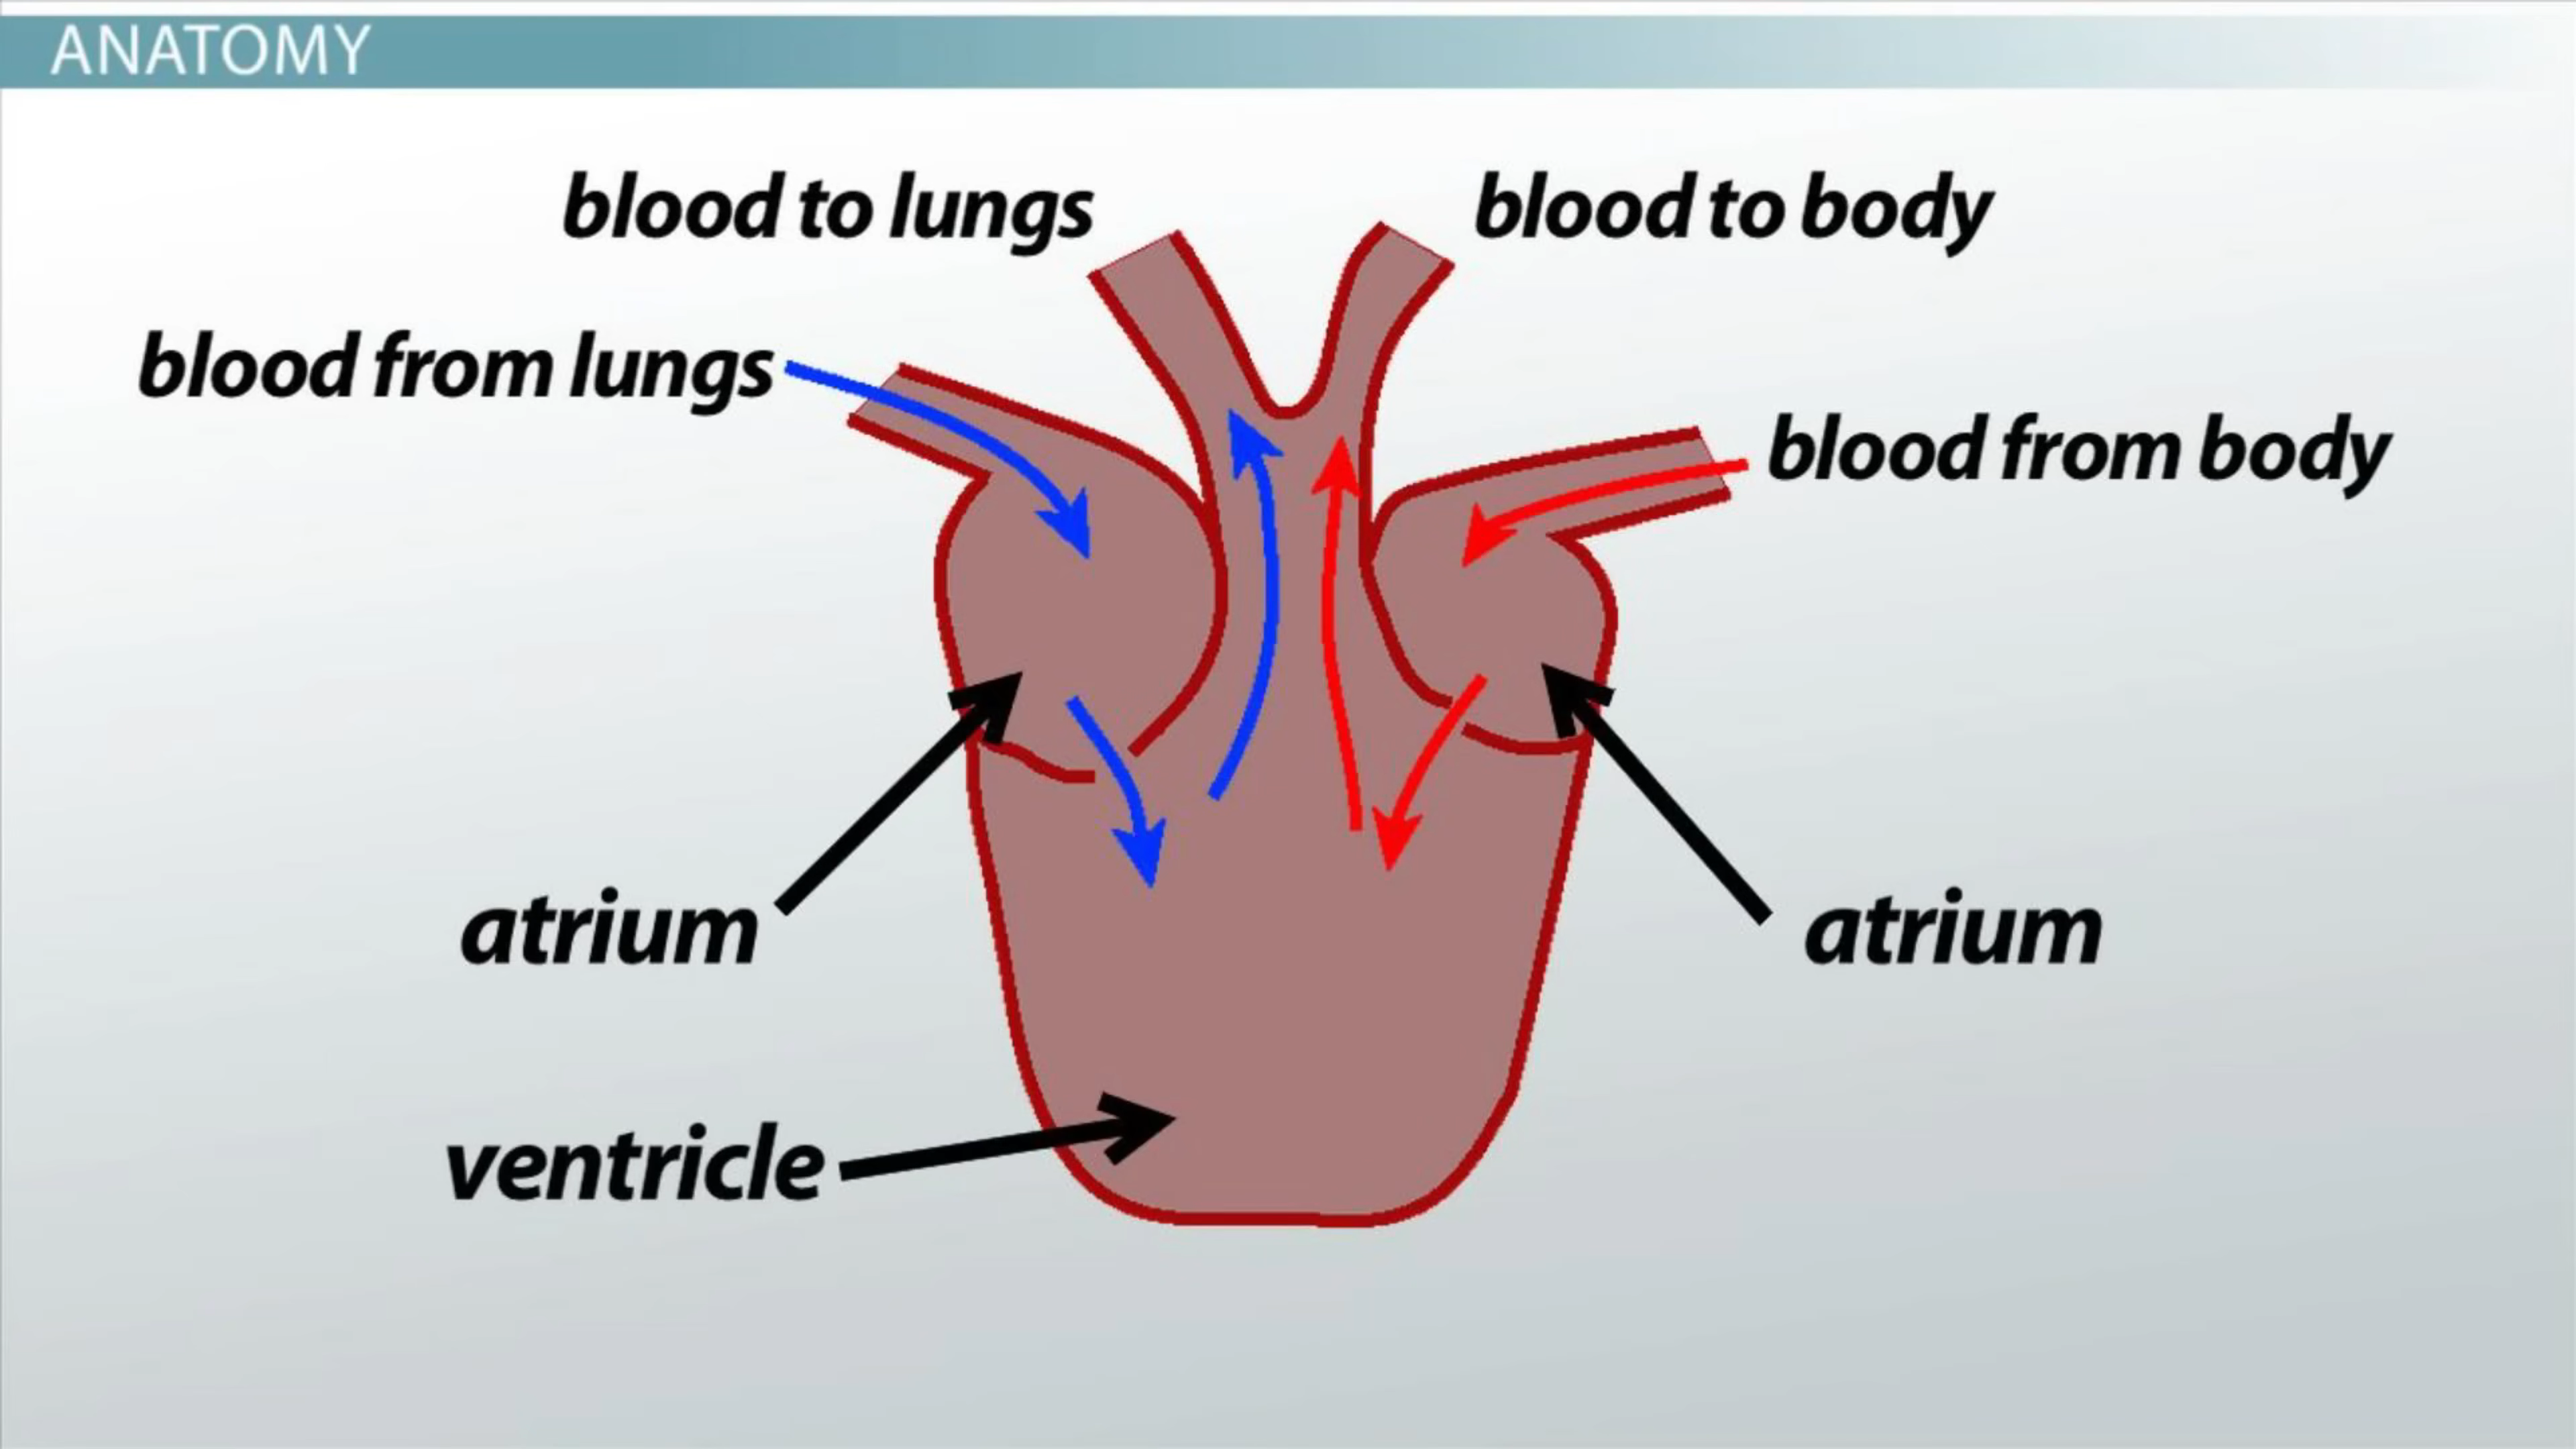 ANATOMY
blood to lungs
blood to body
blood from lungs
blood from body
atrium
atrium
ventricle